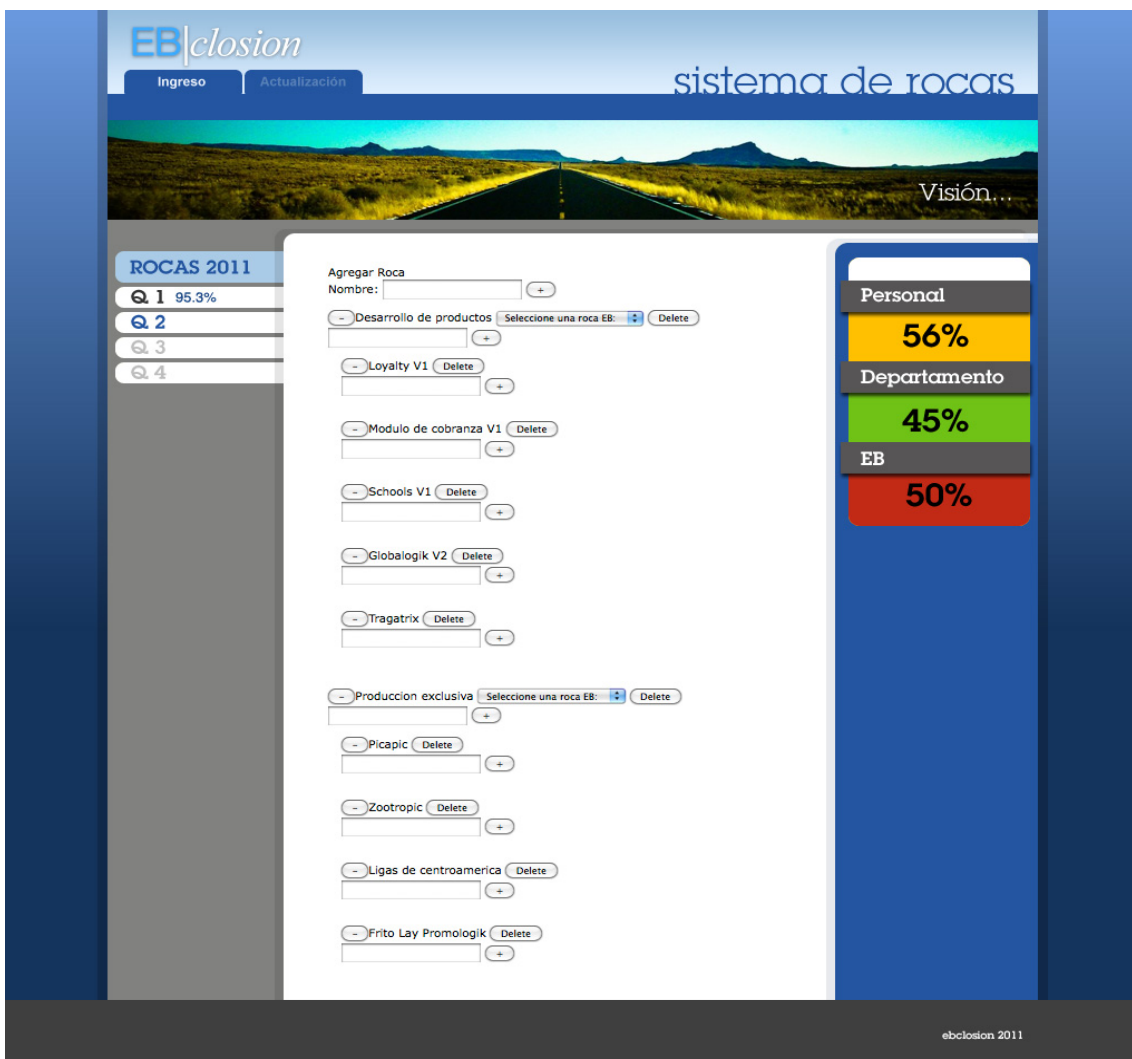 EB|closion
Ingreso Actualización
sistema de rocas
Visión...
ROCAS 2011
Q 1 95.3%
Q 2
Q 3
Q 4
Agregar Roca
Nombre: +
- Desarrollo de productos Seleccione una roca EB: Delete
+
- Loyalty V1 Delete
+
- Modulo de cobranza V1 Delete
+
- Schools V1 Delete
+
- Globalogik V2 Delete
+
- Tragatrix Delete
+
- Produccion exclusiva Seleccione una roca EB: Delete
+
- Picapic Delete
+
- Zootropic Delete
+
- Ligas de centroamerica Delete
+
- Frito Lay Promologik Delete
+
Personal
56%
Departamento
45%
EB
50%
ebclosion 2011